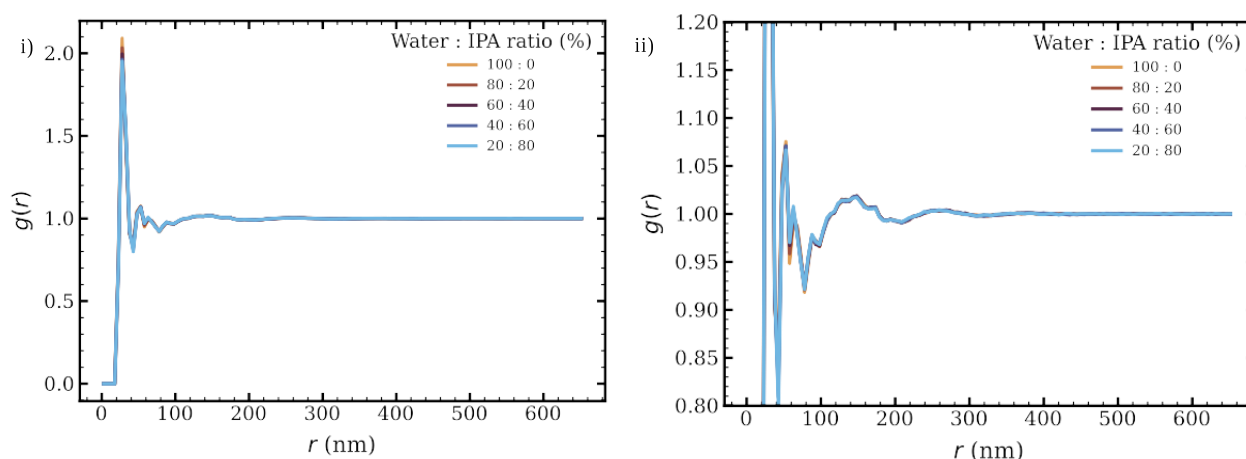 i)
Water : IPA ratio (%)
100 : 0
80 : 20
60 : 40
40 : 60
20 : 80
2.0
1.5
1.0
0.5
0.0
g(r)
0 100 200 300 400 500 600
r (nm)
ii)
Water : IPA ratio (%)
100 : 0
80 : 20
60 : 40
40 : 60
20 : 80
1.20
1.15
1.10
1.05
1.00
0.95
0.90
0.85
0.80
g(r)
0 100 200 300 400 500 600
r (nm)